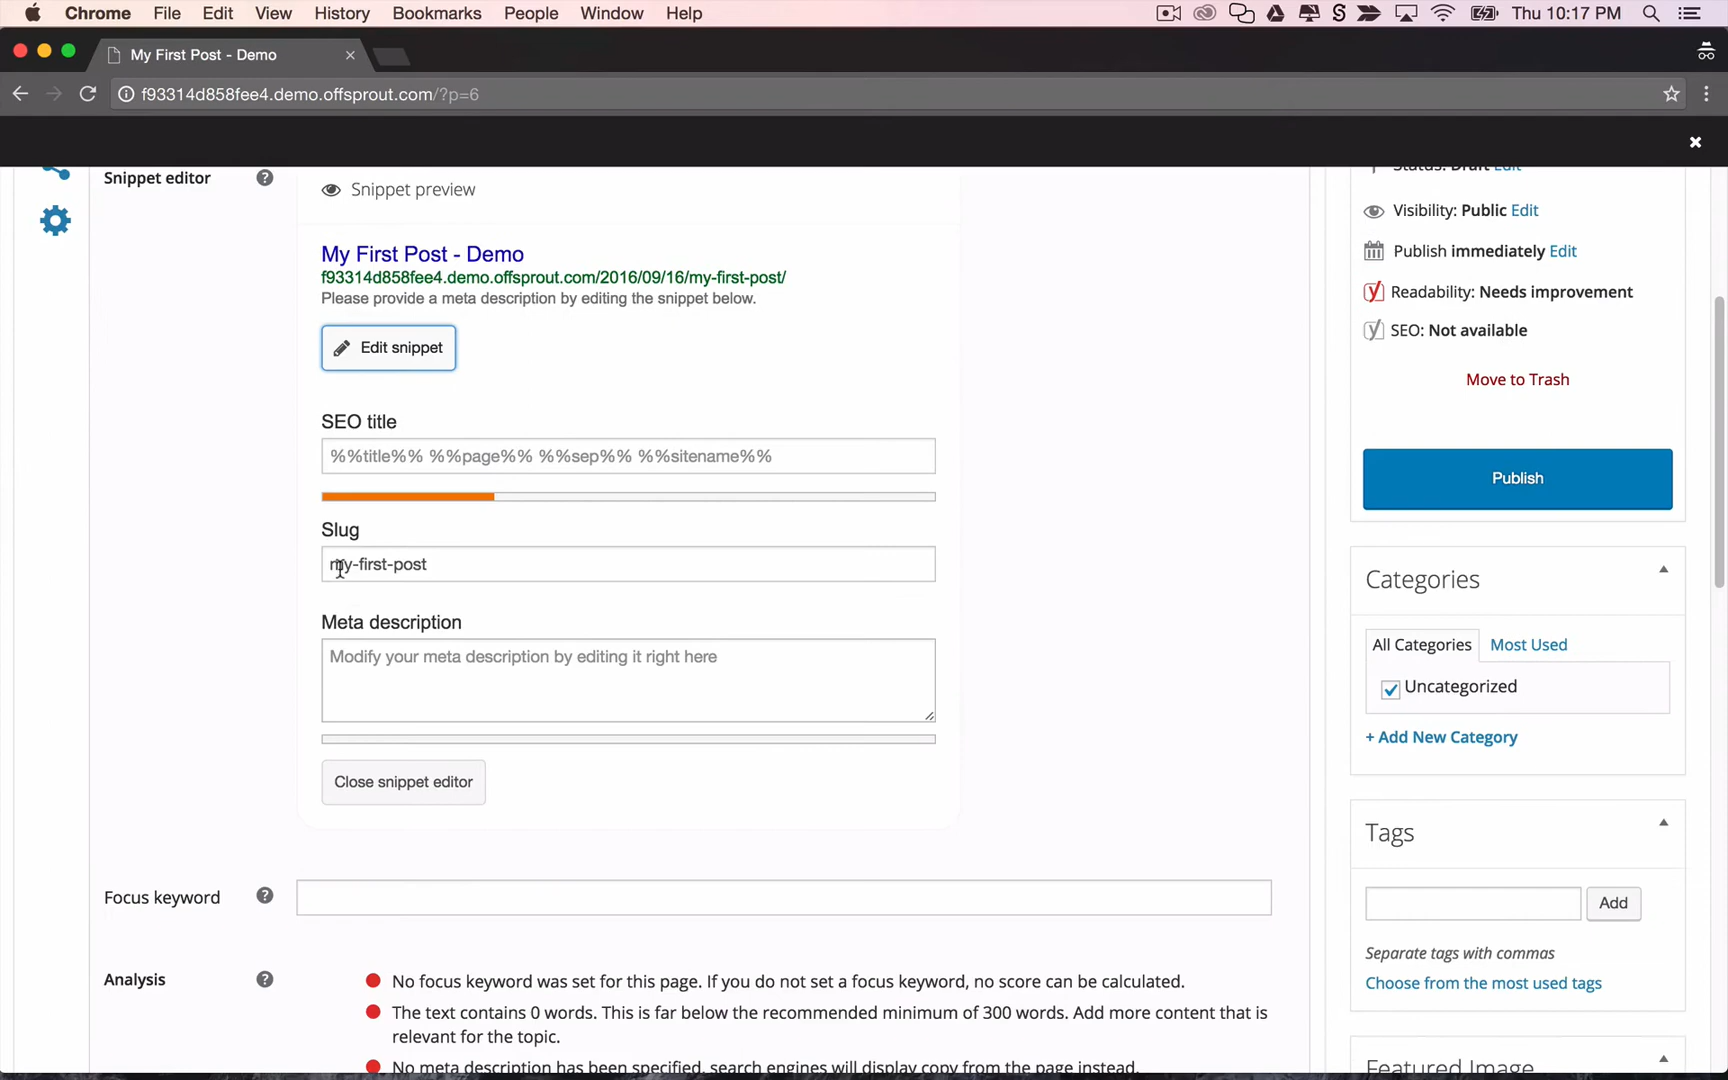 Chrome File Edit View History Bookmarks People Window Help Thu 10:17 PM
My First Post - Demo
f93314d858fee4.demo.offsprout.com/?p=6
Snippet editor
Snippet preview
My First Post - Demo
f93314d858fee4.demo.offsprout.com/2016/09/16/my-first-post/
Please provide a meta description by editing the snippet below.
Edit snippet
SEO title
%%title%% %%page%% %%sep%% %%sitename%%
Slug
my-first-post
Meta description
Modify your meta description by editing it right here
Close snippet editor
Focus keyword
Analysis
No focus keyword was set for this page. If you do not set a focus keyword, no score can be calculated.
The text contains 0 words. This is far below the recommended minimum of 300 words. Add more content that is
relevant for the topic.
No meta description has been specified, search engines will display copy from the page instead.
Status: Draft Edit
Visibility: Public Edit
Publish immediately Edit
Readability: Needs improvement
SEO: Not available
Move to Trash
Publish
Categories
All Categories Most Used
Uncategorized
+ Add New Category
Tags
Add
Separate tags with commas
Choose from the most used tags
Featured Image